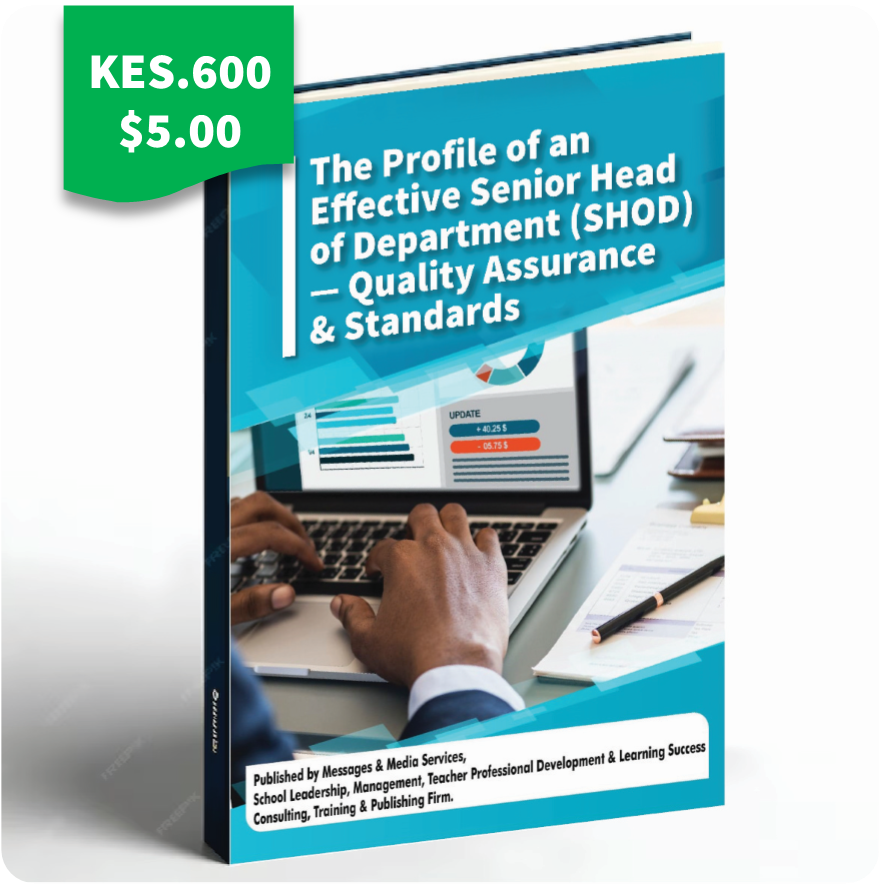 KES.600
$5.00
The Profile of an
Effective Senior Head
of Department (SHOD)
— Quality Assurance
& Standards
UPDATE
+ 40.25 $
- 05.75 $
Published by Messages & Media Services,
School Leadership, Management, Teacher Professional Development & Learning Success
Consulting, Training & Publishing Firm.